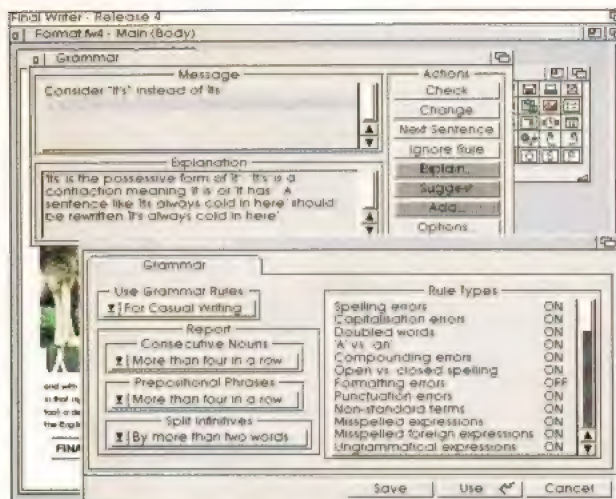 Final Writer - Release 4
Format.fw4 - Main (Body)
Grammar
Message
Consider "it's" instead of 'its
Explanation
'Its is the possessive form of 'it'. 'It's' is a
contraction meaning 'it is or 'it has'. A
sentence like 'Its always cold in here' should
be rewritten 'It's always cold in here'
Actions
Check
Change
Next Sentence
Ignore Rule
Explain...
Suggest
Add...
Options...
Grammar
Use Grammar Rules
For Casual Writing
Report
Consecutive Nouns
More than four in a row
Prepositional Phrases
More than four in a row
Split Infinitives
By more than two words
Rule Types
Spelling errors ON
Capitalisation errors ON
Doubled words ON
'A' vs. 'an' ON
Compounding errors ON
Open vs. closed spelling ON
Formatting errors OFF
Punctuation errors ON
Non-standard terms ON
Misspelled expressions ON
Misspelled foreign expressions ON
Ungrammatical expressions ON
and with
the Eng
FINA
Save Use Cancel